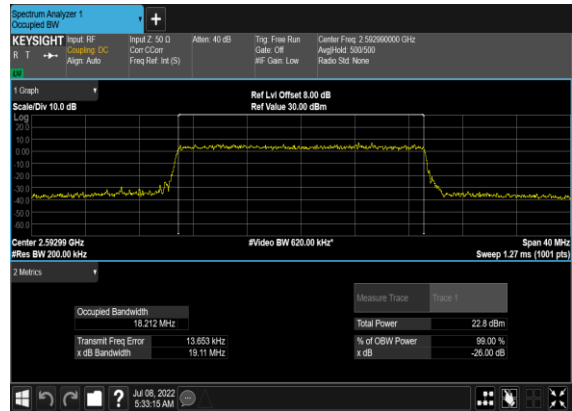 Spectrum Analyzer 1
Occupied BW
+
KEYSIGHT Input: RF Input Z: 50 Ω Atten: 40 dB Trig: Free Run Center Freq: 2.592990000 GHz
R T Coupling: DC Corr CCorr Gate: Off Avg|Hold: 500/500
Align: Auto Freq Ref: Int (S) #IF Gain: Low Radio Std: None
LW
1 Graph
Ref Lvl Offset 8.00 dB
Scale/Div 10.0 dB Ref Value 30.00 dBm
Log
20.0
10.0
0.00
-10.0
-20.0
-30.0
-40.0
-50.0
-60.0
Center 2.59299 GHz #Video BW 620.00 kHz* Span 40 MHz
#Res BW 200.00 kHz Sweep 1.27 ms (1001 pts)
2 Metrics
Measure Trace Trace 1
Occupied Bandwidth
18.212 MHz Total Power 22.8 dBm
Transmit Freq Error 13.653 kHz % of OBW Power 99.00 %
x dB Bandwidth 19.11 MHz x dB -26.00 dB
? Jul 08, 2022
5:33:15 AM